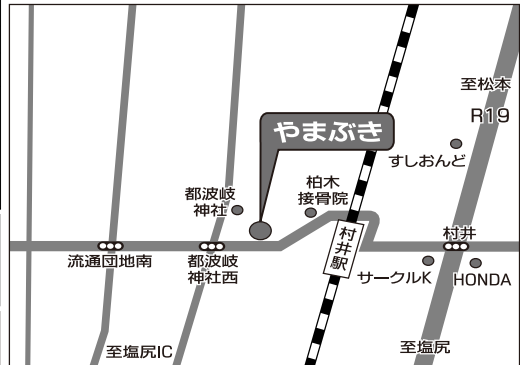 至松本
R19
やまぶき
すしおんど
柏木
接骨院
都波岐
神社
村井駅
村井
流通団地南
都波岐
神社西
サークルK
HONDA
至塩尻IC
至塩尻